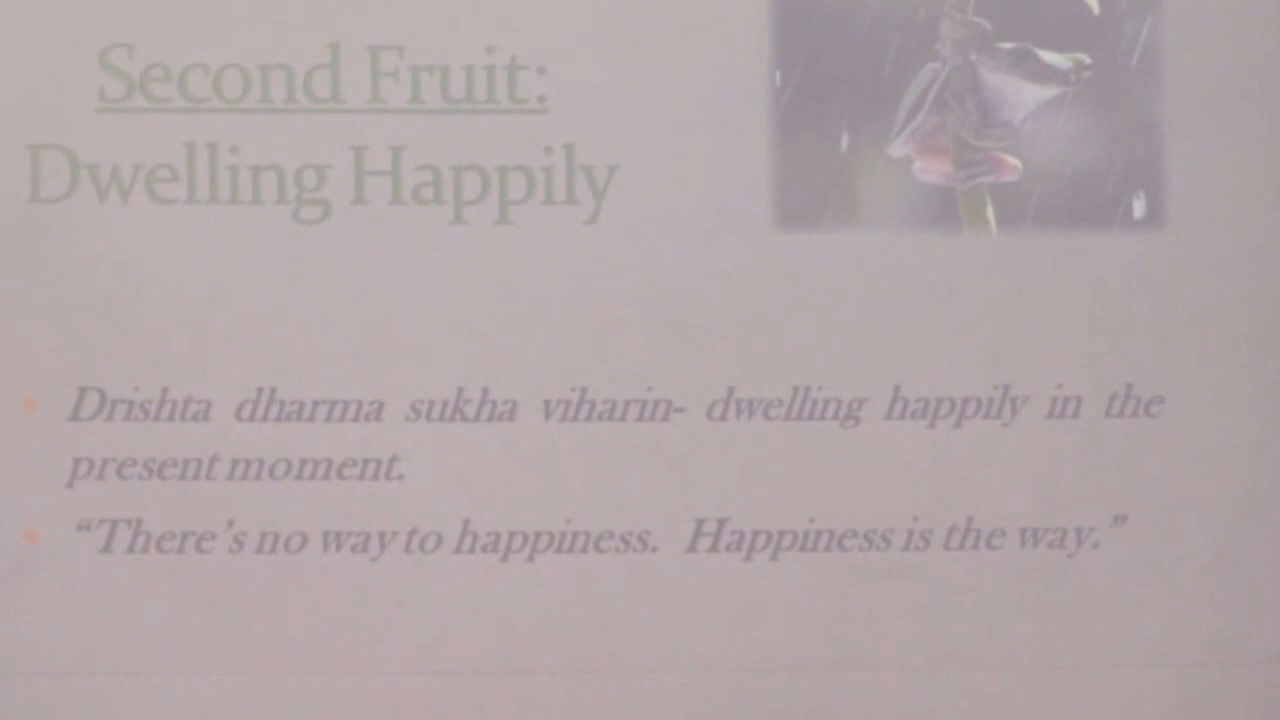 Second Fruit:
Dwelling Happily
Drishta dharma sukha viharin- dwelling happily in the
present moment.
“There’s no way to happiness. Happiness is the way.”